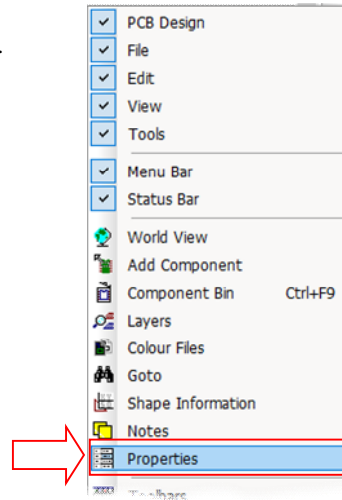 PCB Design
File
Edit
View
Tools
Menu Bar
Status Bar
World View
Add Component
Component Bin Ctrl+F9
Layers
Colour Files
Goto
Shape Information
Notes
Properties
Toolbars